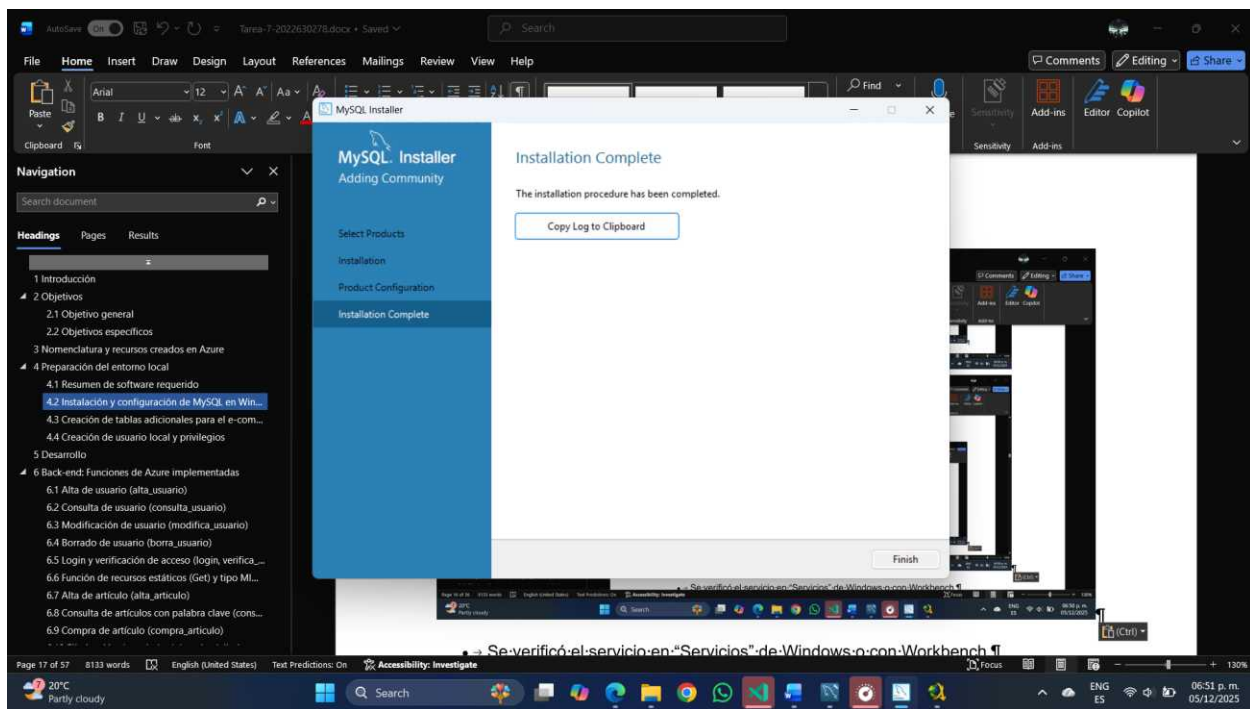 AutoSave On Tarea-7-2022630278.docx • Saved Search
File Home Insert Draw Design Layout References Mailings Review View Help Comments Editing Share
Paste Arial 12 Find Sensitivity Add-ins Editor Copilot
Clipboard Font Sensitivity Add-ins
MySQL Installer
MySQL. Installer
Adding Community
Select Products
Installation
Product Configuration
Installation Complete
Installation Complete
The installation procedure has been completed.
Copy Log to Clipboard
Finish
Navigation
Search document
Headings Pages Results
1 Introducción
2 Objetivos
2.1 Objetivo general
2.2 Objetivos específicos
3 Nomenclatura y recursos creados en Azure
4 Preparación del entorno local
4.1 Resumen de software requerido
4.2 Instalación y configuración de MySQL en Win...
4.3 Creación de tablas adicionales para el e-com...
4.4 Creación de usuario local y privilegios
5 Desarrollo
6 Back-end: Funciones de Azure implementadas
6.1 Alta de usuario (alta_usuario)
6.2 Consulta de usuario (consulta_usuario)
6.3 Modificación de usuario (modifica_usuario)
6.4 Borrado de usuario (borra_usuario)
6.5 Login y verificación de acceso (login, verifica_...
6.6 Función de recursos estáticos (Get) y tipo MI...
6.7 Alta de artículo (alta_articulo)
6.8 Consulta de artículos con palabra clave (cons...
6.9 Compra de artículo (compra_articulo)
Se·verificó·el·servicio·en·“Servicios”·de·Windows·o·con·Workbench.¶
(Ctrl)
Page 17 of 57 8133 words English (United States) Text Predictions: On Accessibility: Investigate Focus 130%
20°C
Partly cloudy
Search
ENG
ES
06:51 p. m.
05/12/2025